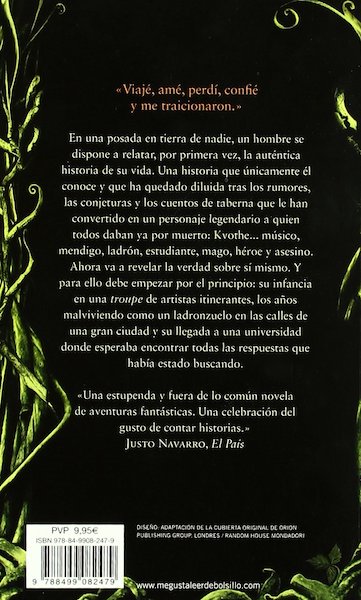 «Viajé, amé, perdí, confié
y me traicionaron.»
En una posada en tierra de nadie, un hombre se
dispone a relatar, por primera vez, la auténtica
historia de su vida. Una historia que únicamente él
conoce y que ha quedado diluida tras los rumores,
las conjeturas y los cuentos de taberna que le han
convertido en un personaje legendario a quien
todos daban ya por muerto: Kvothe... músico,
mendigo, ladrón, estudiante, mago, héroe y asesino.
Ahora va a revelar la verdad sobre sí mismo. Y
para ello debe empezar por el principio: su infancia
en una troupe de artistas itinerantes, los años
malviviendo como un ladronzuelo en las calles de
una gran ciudad y su llegada a una universidad
donde esperaba encontrar todas las respuestas que
había estado buscando.
«Una estupenda y fuera de lo común novela
de aventuras fantásticas. Una celebración del
gusto de contar historias.»
JUSTO NAVARRO, El País
PVP 9,95€
ISBN 978-84-9908-247-9
9 788499 082479
DISEÑO: ADAPTACIÓN DE LA CUBIERTA ORIGINAL DE ORION
PUBLISHING GROUP, LONDRES / RANDOM HOUSE MONDADORI
www.megustaleerdebolsillo.com